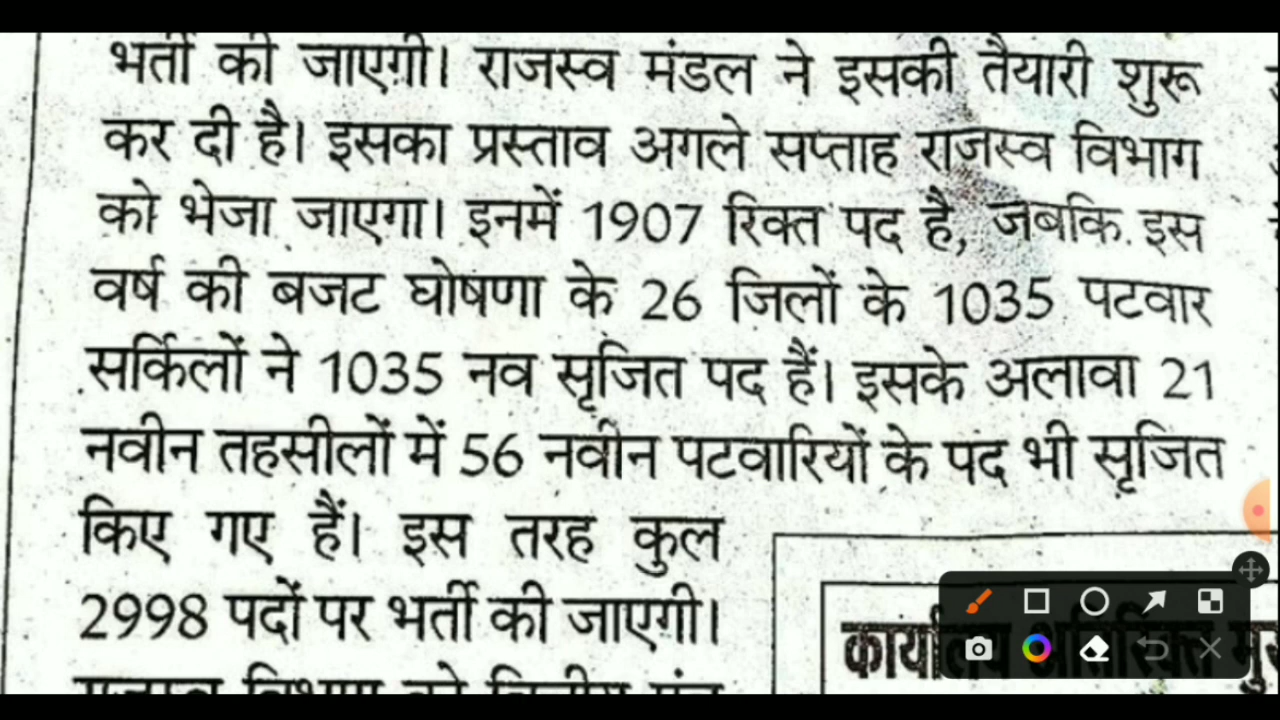 भर्ती की जाएगी। राजस्व मंडल ने इसकी तैयारी शुरू
कर दी है। इसका प्रस्ताव अगले सप्ताह राजस्व विभाग
को भेजा जाएगा। इनमें 1907 रिक्त पद है, जबकि इस
वर्ष की बजट घोषणा के 26 जिलों के 1035 पटवार
सर्किलों ने 1035 नव सृजित पद हैं। इसके अलावा 21
नवीन तहसीलों में 56 नवीन पटवारियों के पद भी सृजित
किए गए हैं। इस तरह कुल
2998 पदों पर भर्ती की जाएगी।